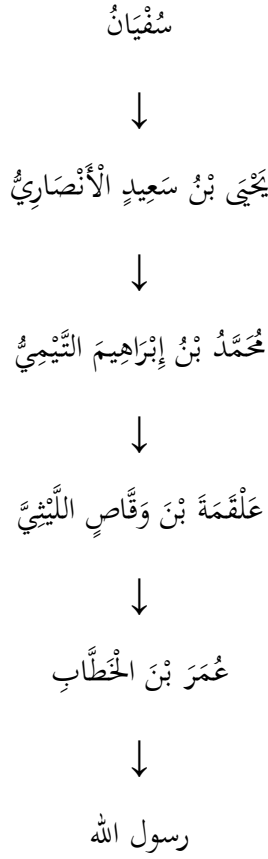 سُفْيَانُ
↓
يَحْيَى بْنُ سَعِيدٍ الْأَنْصَارِيُّ
↓
مُحَمَّدُ بْنُ إِبْرَاهِيمَ التَّيْمِيُّ
↓
عَلْقَمَةَ بْنَ وَقَّاصٍ اللَّيْثِيَّ
↓
عُمَرَ بْنَ الْخَطَّابِ
↓
رسول الله